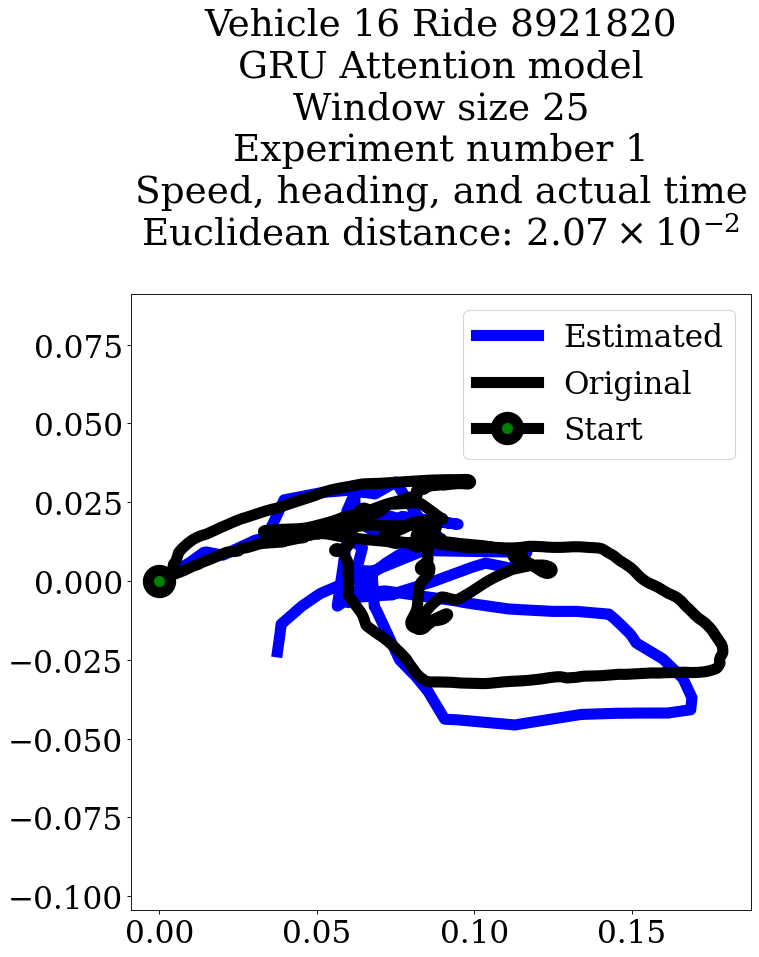 Vehicle 16 Ride 8921820
GRU Attention model
Window size 25
Experiment number 1
Speed, heading, and actual time
Euclidean distance: 2.07 × 10⁻²
Estimated
Original
Start
0.075
0.050
0.025
0.000
−0.025
−0.050
−0.075
−0.100
0.00 0.05 0.10 0.15